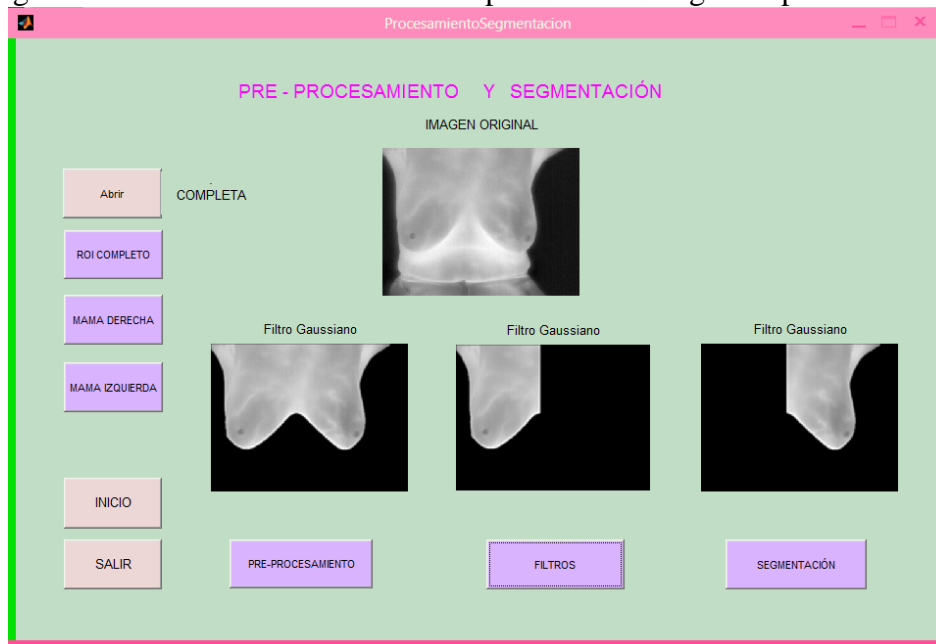 ProcesamientoSegmentacion
PRE - PROCESAMIENTO Y SEGMENTACIÓN
IMAGEN ORIGINAL
Abrir
COMPLETA
ROI COMPLETO
MAMA DERECHA
MAMA IZQUIERDA
Filtro Gaussiano
Filtro Gaussiano
Filtro Gaussiano
INICIO
SALIR
PRE-PROCESAMIENTO
FILTROS
SEGMENTACIÓN